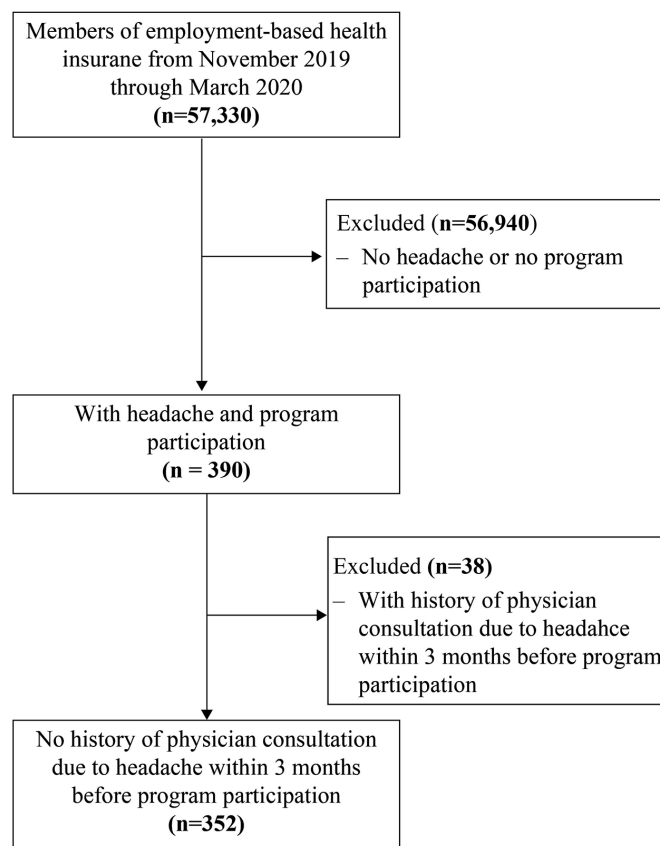 Members of employment-based health
insurane from November 2019
through March 2020
(n=57,330)
Excluded (n=56,940)
– No headache or no program
participation
With headache and program
participation
(n = 390)
Excluded (n=38)
– With history of physician
consultation due to headahce
within 3 months before program
participation
No history of physician consultation
due to headache within 3 months
before program participation
(n=352)